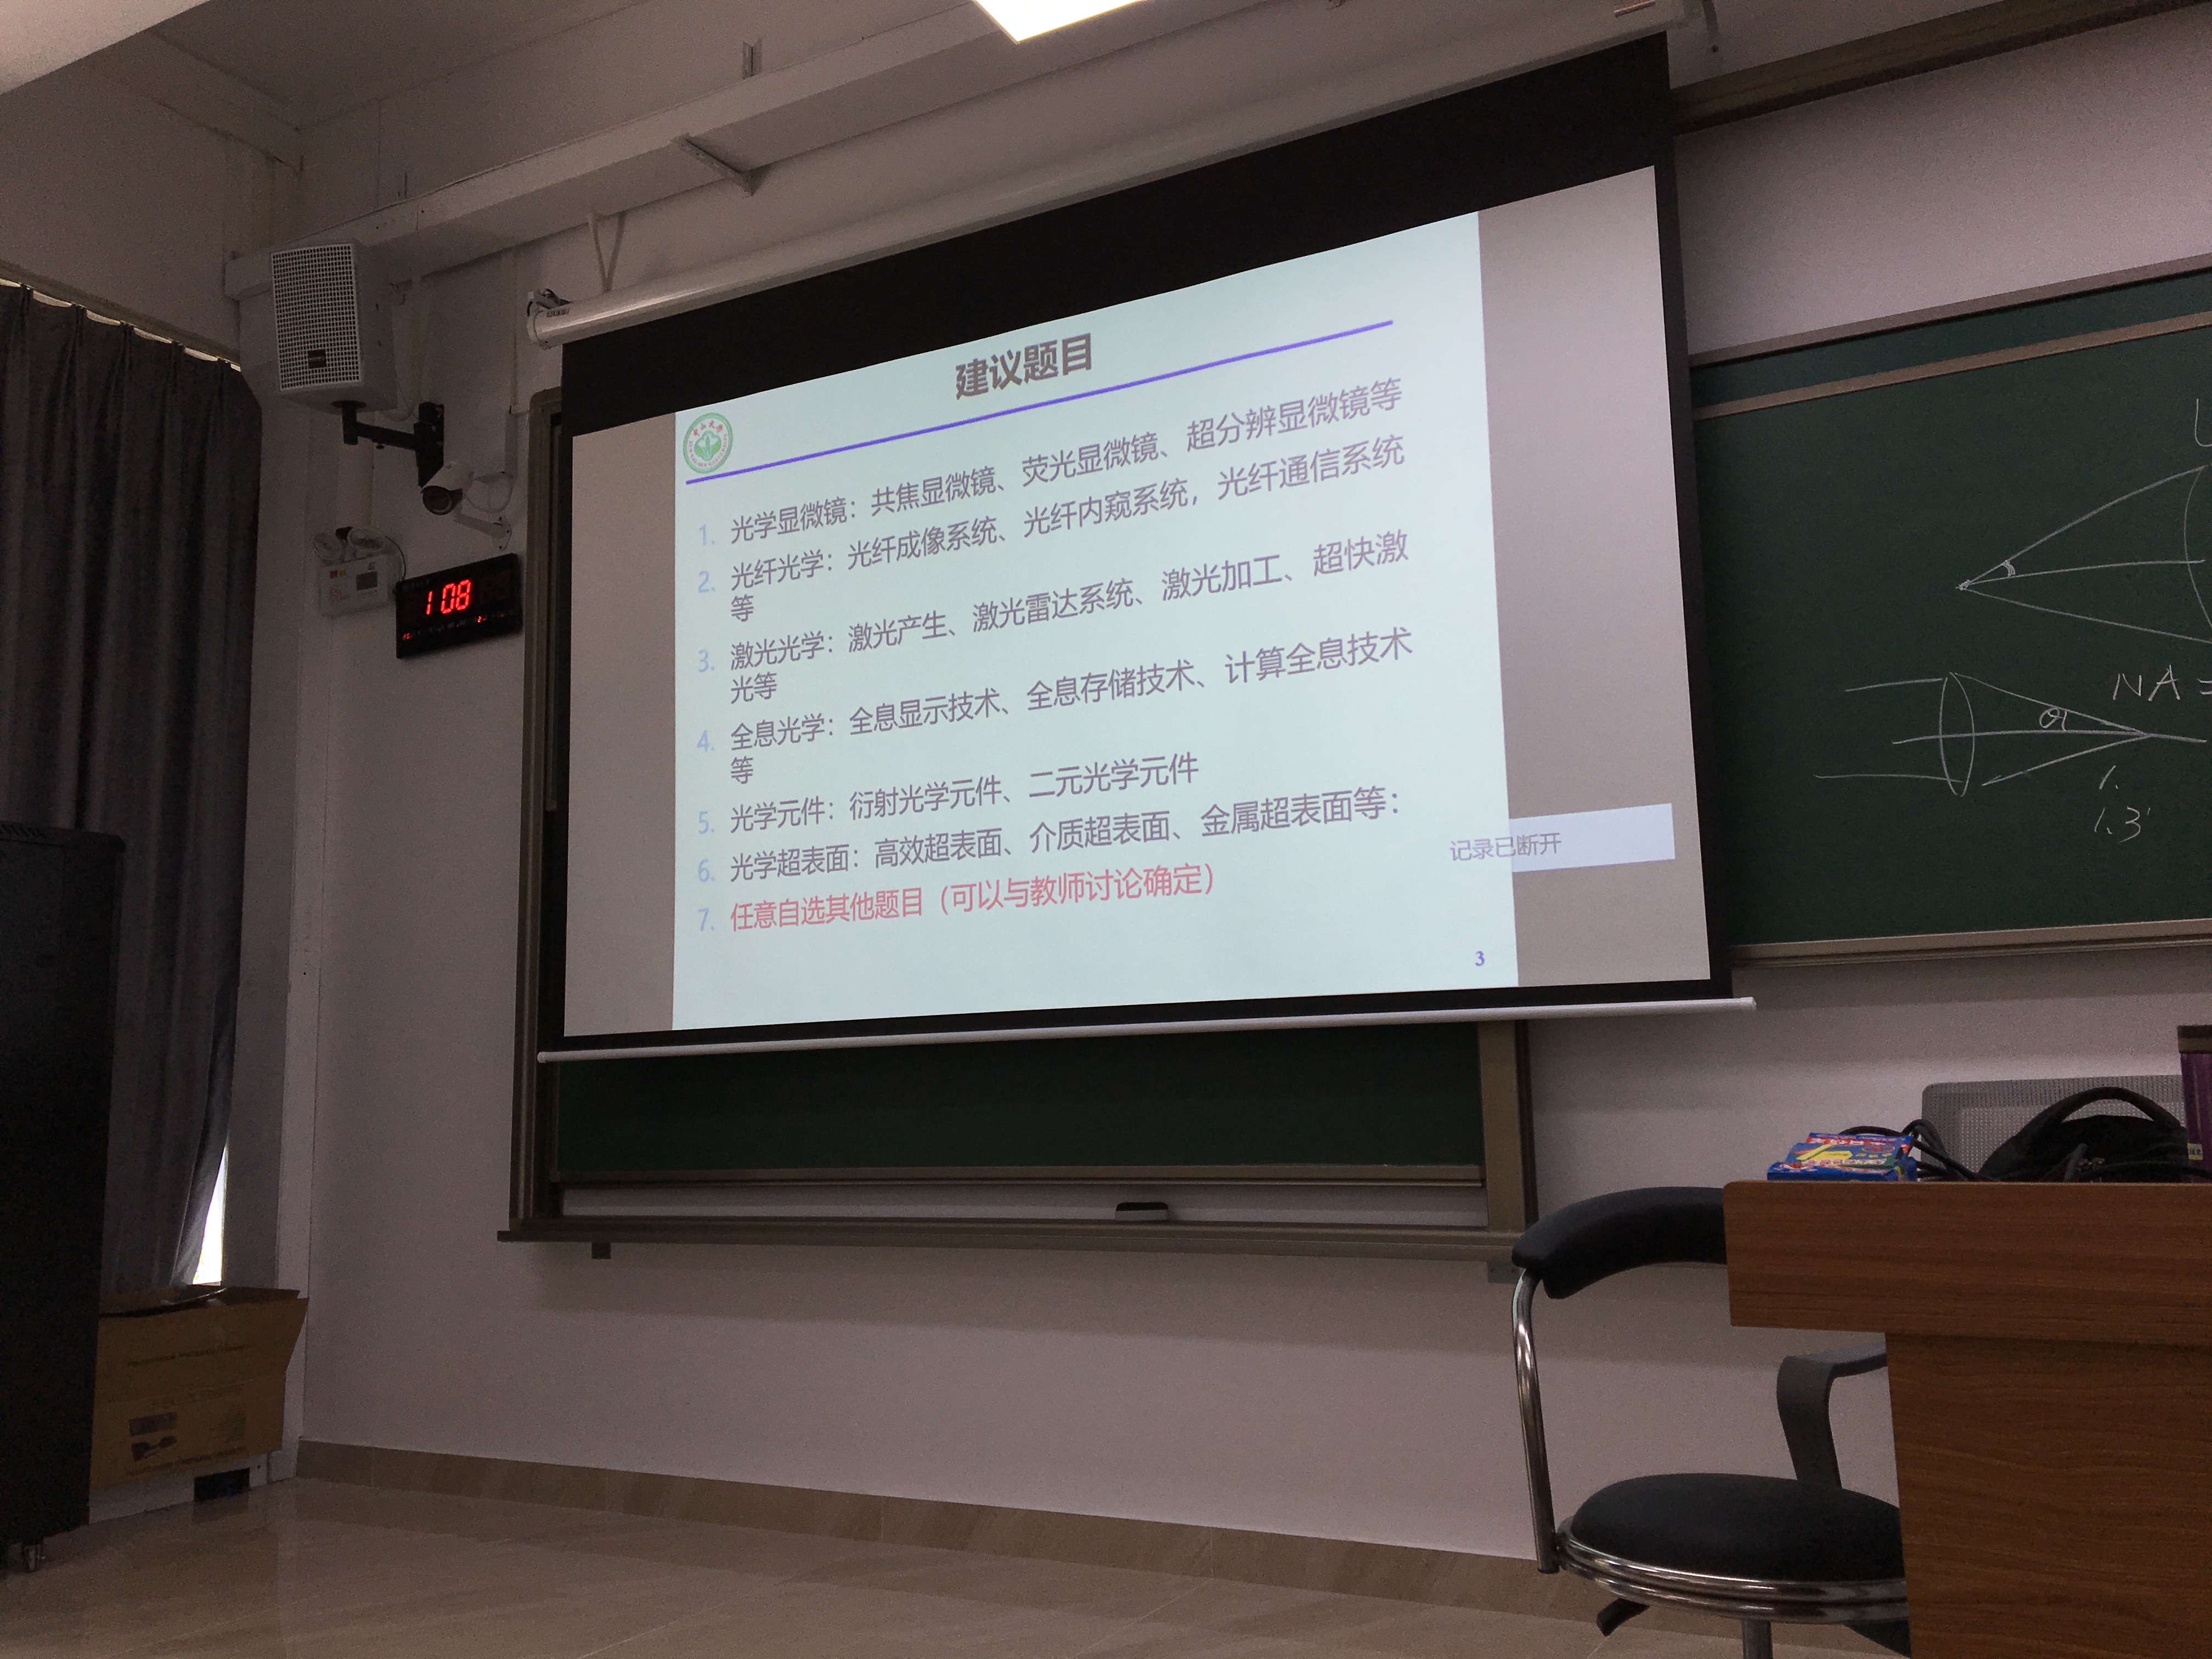 建议题目
中山大学
1. 光学显微镜：共焦显微镜、荧光显微镜、超分辨显微镜等
2. 光纤光学：光纤成像系统、光纤内窥系统，光纤通信系统
等
3. 激光光学：激光产生、激光雷达系统、激光加工、超快激
光等
4. 全息光学：全息显示技术、全息存储技术、计算全息技术
等
5. 光学元件：衍射光学元件、二元光学元件
6. 光学超表面：高效超表面、介质超表面、金属超表面等：
7. 任意自选其他题目（可以与教师讨论确定）
记录已断开
3
108
NA =
1.
1.3